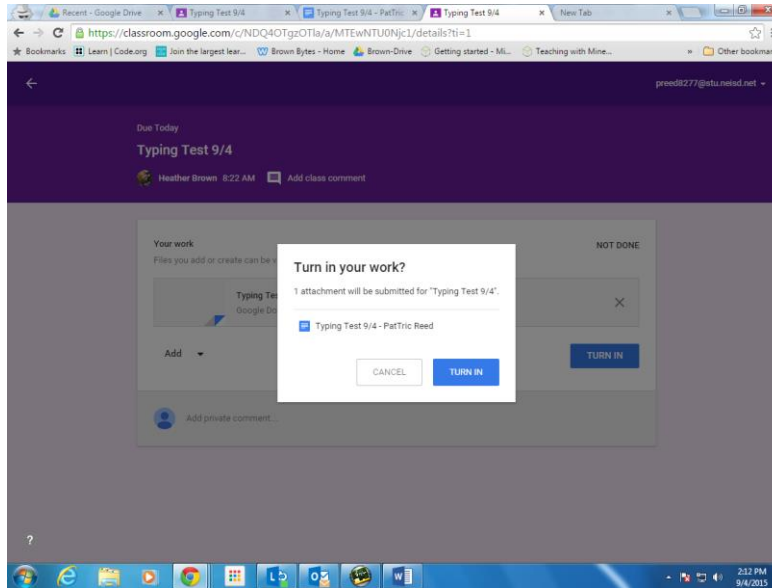 Recent - Google Drive
Typing Test 9/4
Typing Test 9/4 - PatTric
Typing Test 9/4
New Tab
https://classroom.google.com/c/NDQ4OTgzOTIa/a/MTEwNTU0Njc1/details?ti=1
Bookmarks Learn | Code.org Join the largest lear... Brown Bytes - Home Brown-Drive Getting started - Mi... Teaching with Mine... » Other bookmar
preed8277@stu.neisd.net
Due Today
Typing Test 9/4
Heather Brown 8:22 AM Add class comment
Your work NOT DONE
Files you add or create can be v
Typing Tes
Google Do
Add TURN IN
Add private comment...
Turn in your work?
1 attachment will be submitted for "Typing Test 9/4".
Typing Test 9/4 - PatTric Reed
CANCEL TURN IN
?
2:12 PM
9/4/2015